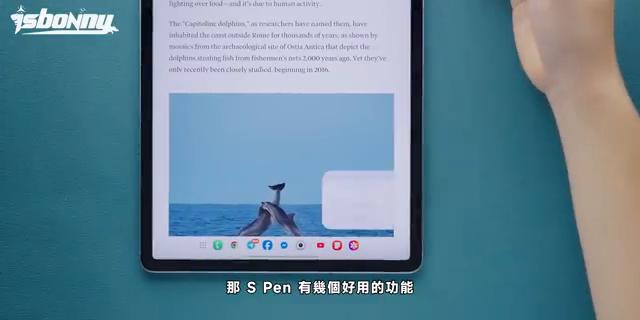 isbonny
fighting over food—and it's due to human activity.
The "Capitoline dolphins," as researchers have named them, have
inhabited the coast outside Rome for thousands of years, as shown by
mosaics from the archaeological site of Ostia Antica that depict the
dolphins stealing fish from fishermen's nets 2,000 years ago. Yet they've
only recently been closely studied, beginning in 2016.
那 S Pen 有幾個好用的功能